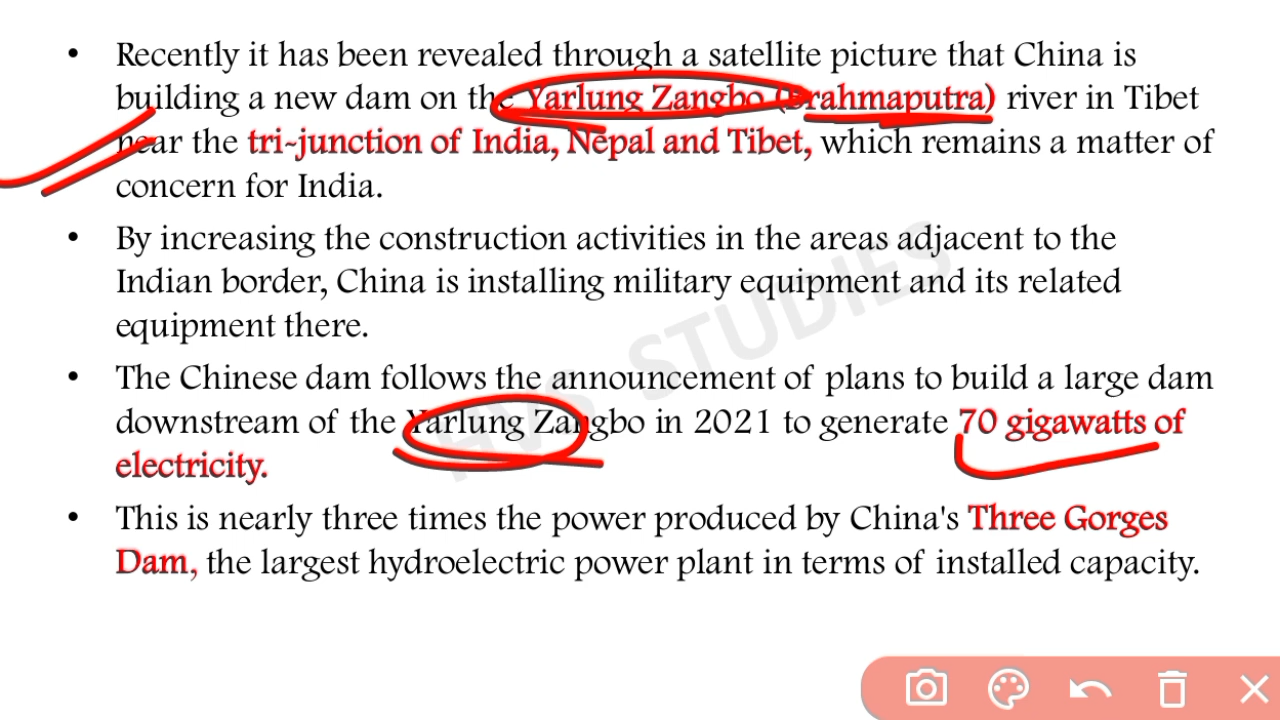 • Recently it has been revealed through a satellite picture that China is
building a new dam on the Yarlung Zangbo (Brahmaputra) river in Tibet
near the tri-junction of India, Nepal and Tibet, which remains a matter of
concern for India.
• By increasing the construction activities in the areas adjacent to the
Indian border, China is installing military equipment and its related
equipment there.
• The Chinese dam follows the announcement of plans to build a large dam
downstream of the Yarlung Zangbo in 2021 to generate 70 gigawatts of
electricity.
• This is nearly three times the power produced by China's Three Gorges
Dam, the largest hydroelectric power plant in terms of installed capacity.
STUDIES